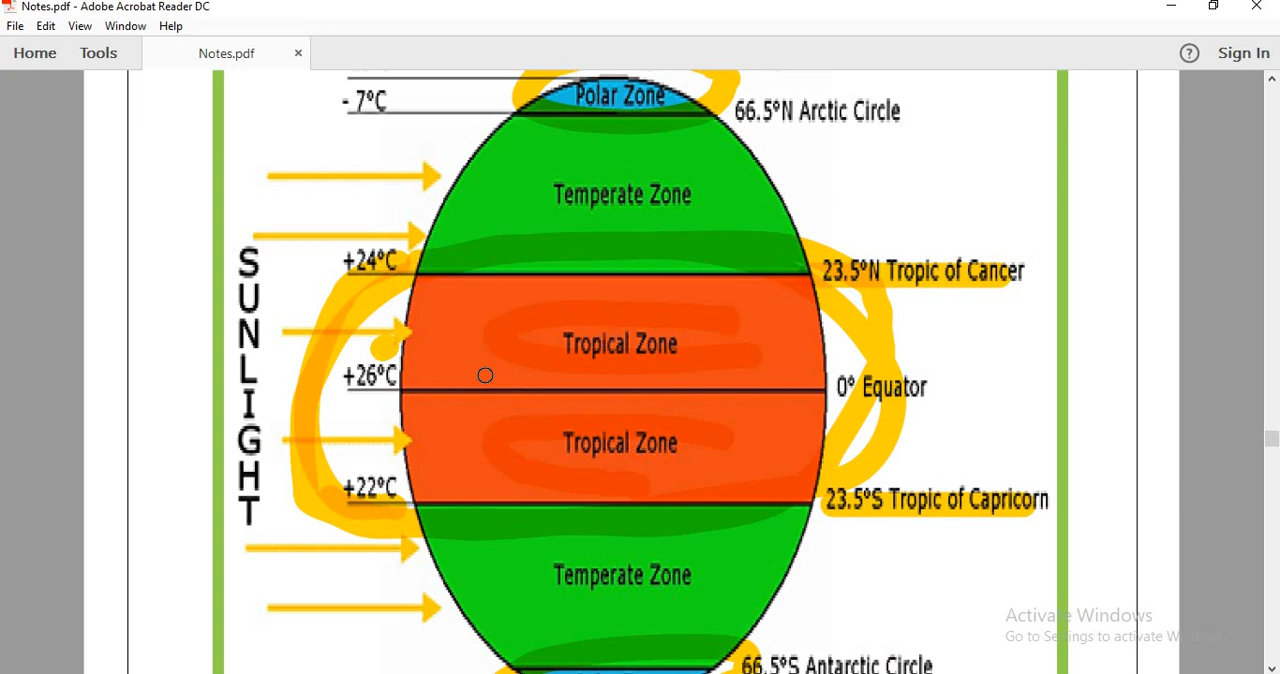 Notes.pdf - Adobe Acrobat Reader DC
File Edit View Window Help
Home Tools Notes.pdf × ? Sign In
Polar Zone
- 7°C
66.5°N Arctic Circle
Temperate Zone
+24°C
23.5°N Tropic of Cancer
SUNLIGHT
Tropical Zone
+26°C
0° Equator
Tropical Zone
+22°C
23.5°S Tropic of Capricorn
Temperate Zone
Activate Windows
Go to Settings to activate Windows.
66.5°S Antarctic Circle